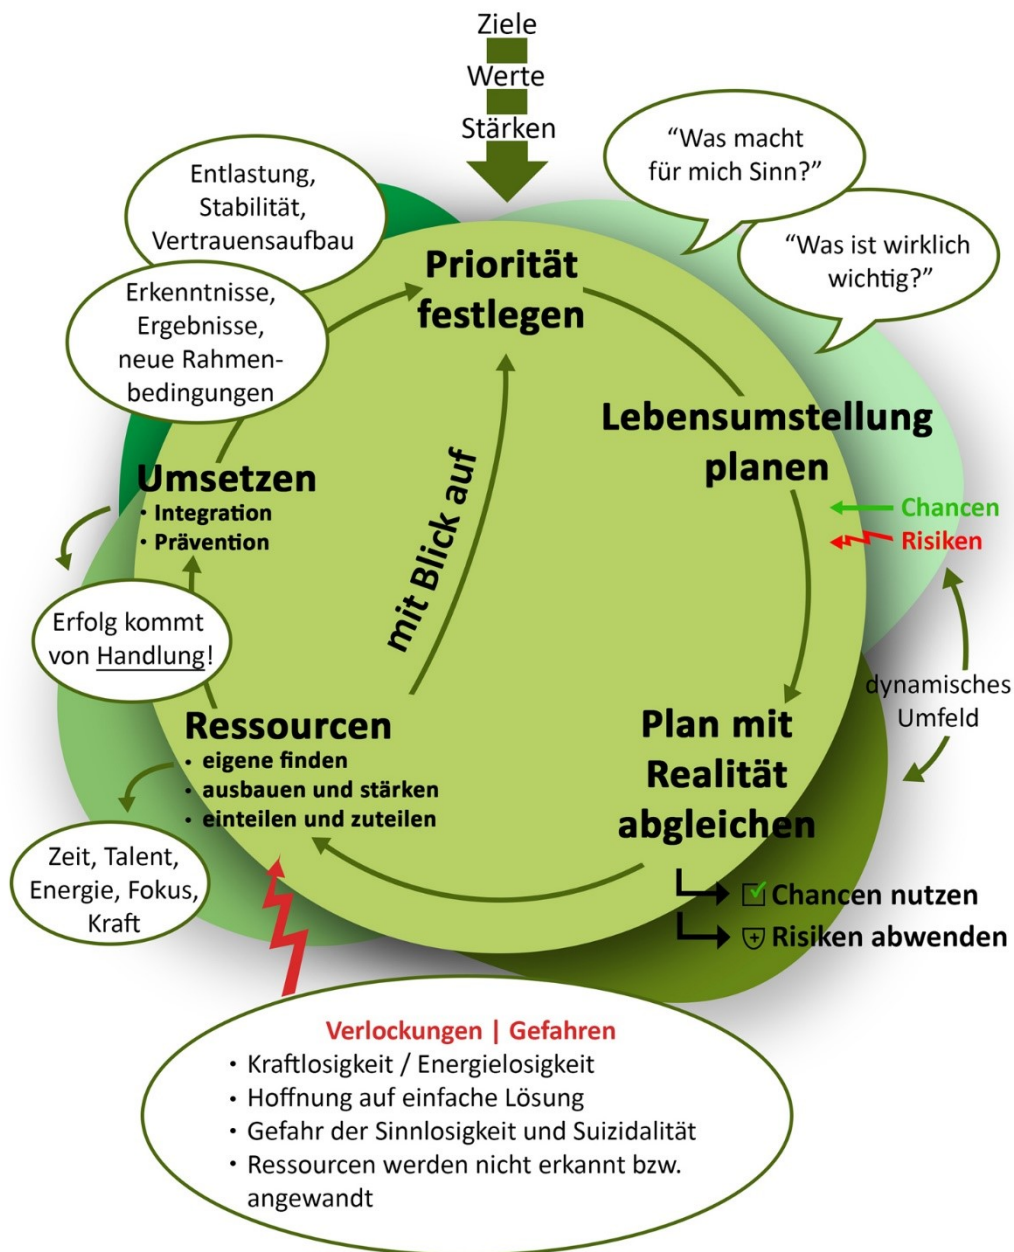 Ziele
Werte
Stärken
“Was macht
für mich Sinn?”
“Was ist wirklich
wichtig?”
Entlastung,
Stabilität,
Vertrauensaufbau
Erkenntnisse,
Ergebnisse,
neue Rahmen-
bedingungen
Priorität
festlegen
Lebensumstellung
planen
Chancen
Risiken
dynamisches
Umfeld
Plan mit
Realität
abgleichen
Chancen nutzen
Risiken abwenden
mit Blick auf
Umsetzen
• Integration
• Prävention
Erfolg kommt
von Handlung!
Ressourcen
• eigene finden
• ausbauen und stärken
• einteilen und zuteilen
Zeit, Talent,
Energie, Fokus,
Kraft
Verlockungen | Gefahren
• Kraftlosigkeit / Energielosigkeit
• Hoffnung auf einfache Lösung
• Gefahr der Sinnlosigkeit und Suizidalität
• Ressourcen werden nicht erkannt bzw.
angewandt